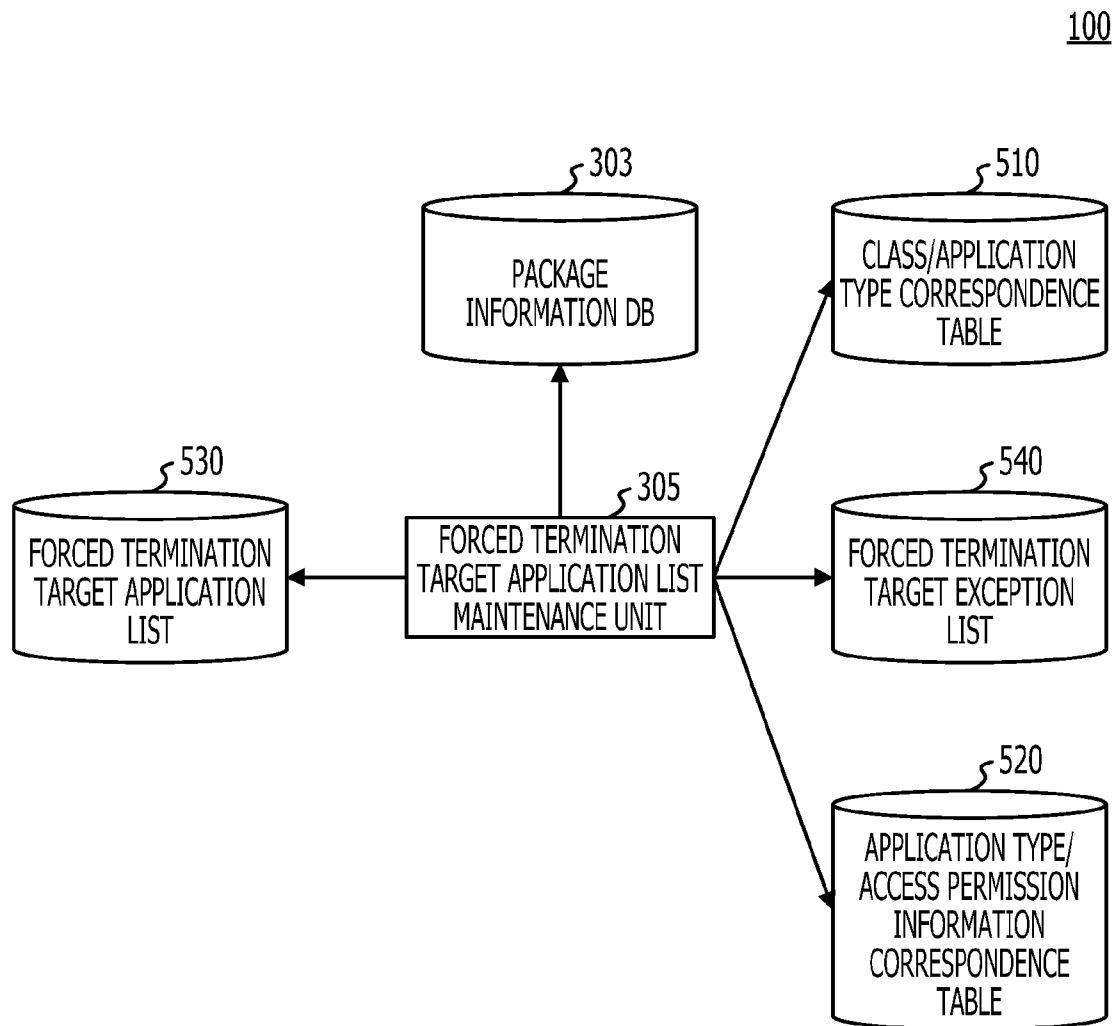 100
303
PACKAGE
INFORMATION DB
510
CLASS/APPLICATION
TYPE CORRESPONDENCE
TABLE
530
FORCED TERMINATION
TARGET APPLICATION
LIST
305
FORCED TERMINATION
TARGET APPLICATION LIST
MAINTENANCE UNIT
540
FORCED TERMINATION
TARGET EXCEPTION
LIST
520
APPLICATION TYPE/
ACCESS PERMISSION
INFORMATION
CORRESPONDENCE
TABLE